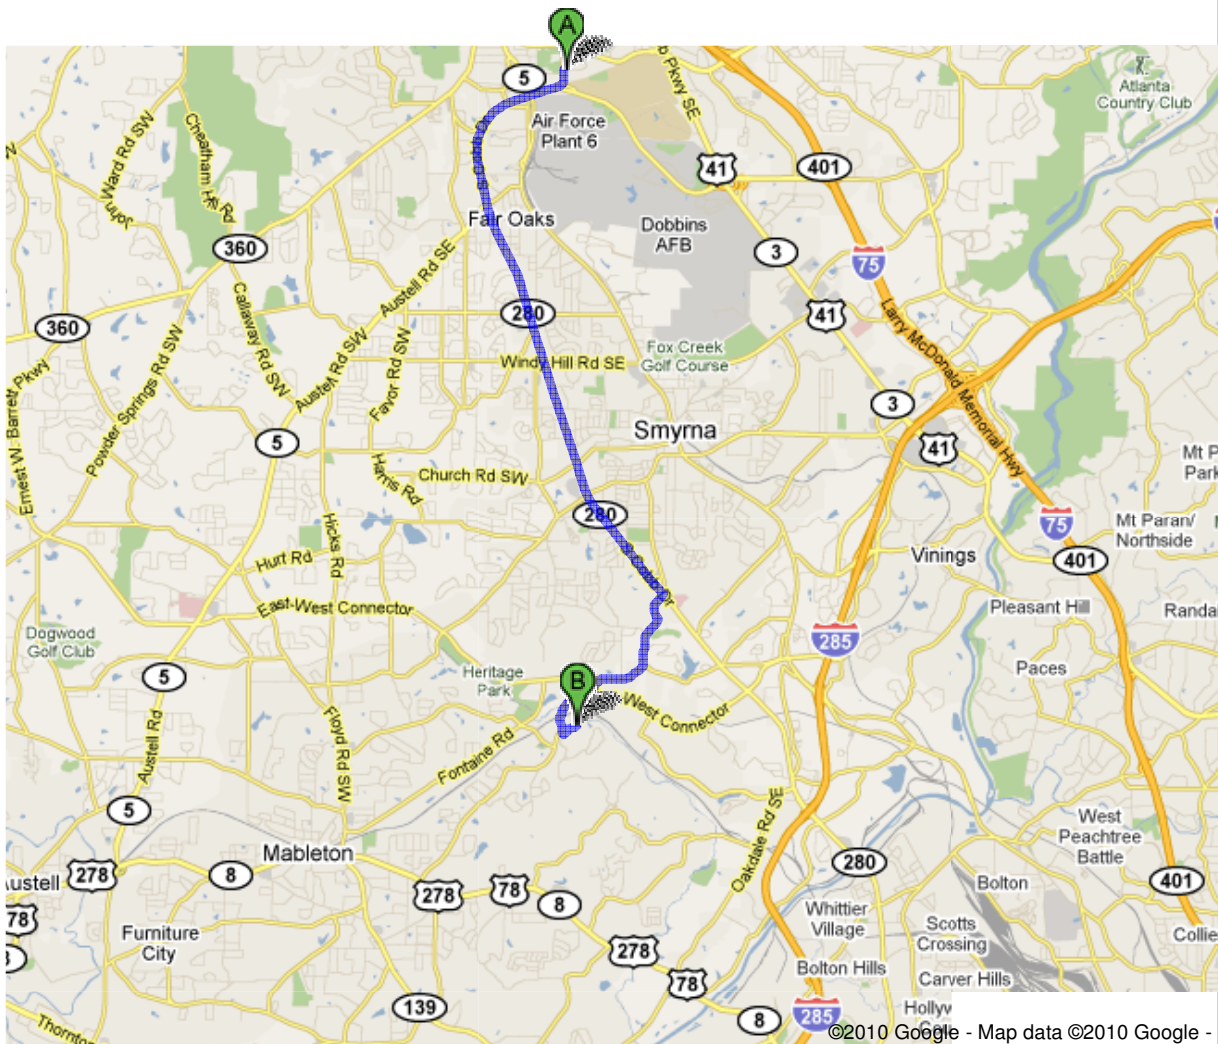 A
5
Air Force
Plant 6
b Pkwy SE
Atlanta
Country Club
John Ward Rd SW
41
401
Fair Oaks
Dobbins
AFB
360
3
75
Austell Rd SE
Callaway Rd SW
280
41
360
Larry McDonald Memorial Hwy
Windy Hill Rd SE
Fox Creek
Golf Course
Favor Rd SW
Austell Rd SW
Powder Springs Rd SW
Ernest W. Barrett Pkwy
3
Smyrna
5
41
Church Rd SW
Harris Rd
Mt P
Park
280
75
Mt Paran/
Northside
Hicks Rd
Hurt Rd
Vinings
401
East-West Connector
Pleasant Hill
Randa
Dogwood
Golf Club
285
Heritage
Park
Paces
5
B
West Connector
Floyd Rd SW
Austell Rd
Fontaine Rd
5
Oakdale Rd SE
West
Peachtree
Battle
Mableton
280
278
8
Austell
278
78
8
Bolton
401
78
Whittier
Village
Scotts
Crossing
Collie
Furniture
City
278
Bolton Hills
78
Carver Hills
139
8
285
Thornton
©2010 Google - Map data ©2010 Google -